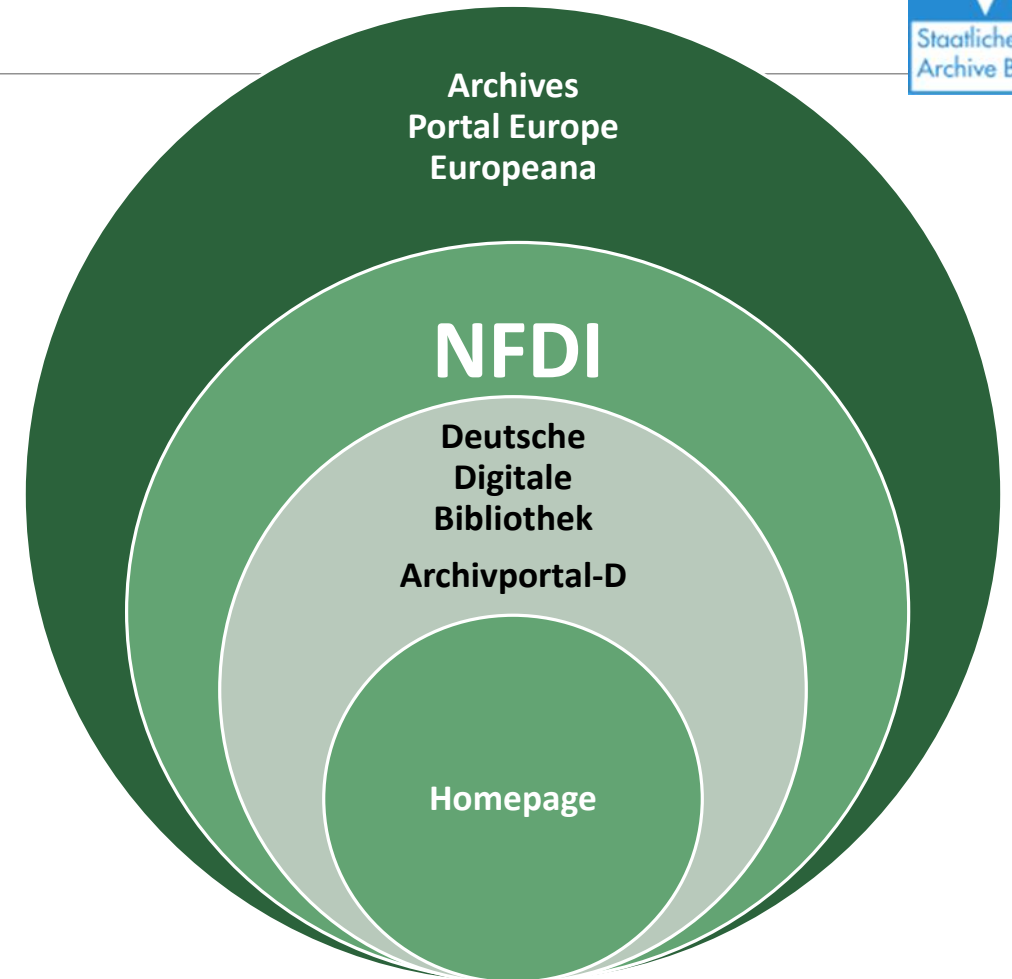 Staatliche
Archive B
Archives
Portal Europe
Europeana
NFDI
Deutsche
Digitale
Bibliothek
Archivportal-D
Homepage